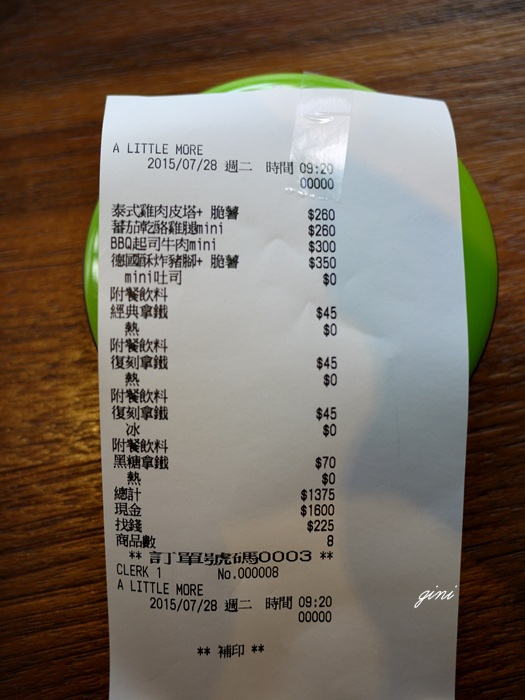 A LITTLE MORE
2015/07/28 週二 時間 09:20
00000
泰式雞肉皮塔+ 脆薯 $260
蕃茄乾酪雞腿mini $260
BBQ起司牛肉mini $300
德國酥炸豬腳+ 脆薯 $350
mini吐司 $0
附餐飲料
經典拿鐵 $45
熱 $0
附餐飲料
復刻拿鐵 $45
熱 $0
附餐飲料
復刻拿鐵 $45
冰 $0
附餐飲料
黑糖拿鐵 $70
熱 $0
總計 $1375
現金 $1600
找錢 $225
商品數 8
** 訂單號碼0003 **
CLERK 1 No.000008
A LITTLE MORE
2015/07/28 週二 時間 09:20
00000
** 補印 **
gini